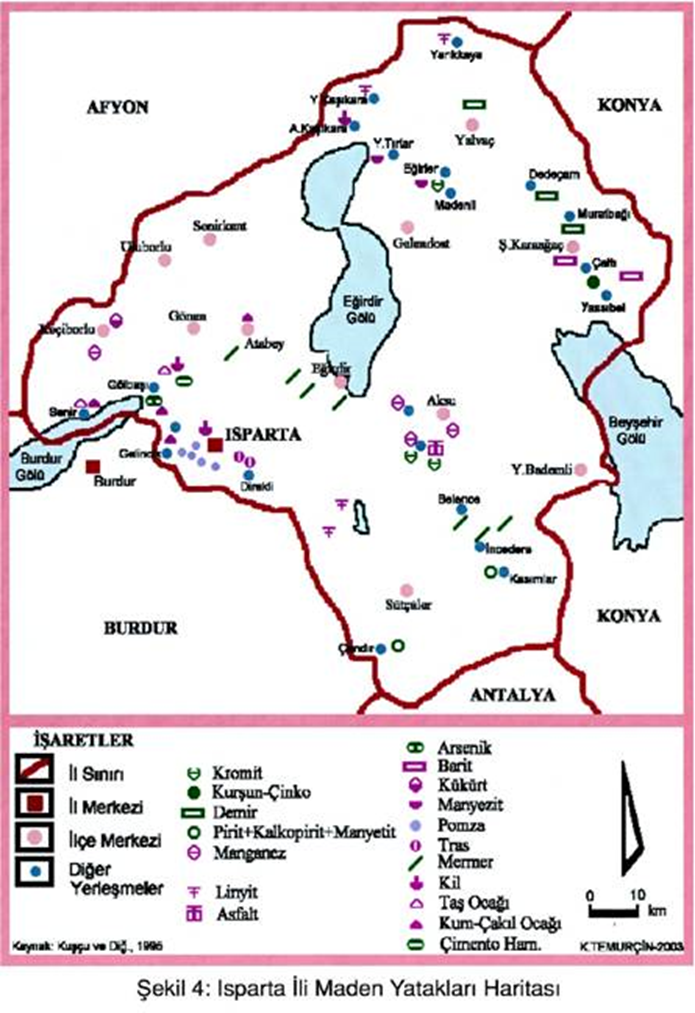 Yarıkkaya
AFYON
KONYA
Y.Kaşıkara
A.Kaşıkara
Yalvaç
Y.Tırtar
Eğirler
Madenli
Dedeçam
Muratbağı
Ş.Karaağaç
Çaltı
Yassıbel
Gelendost
Senirkent
Uluborlu
Eğirdir
Gölü
Keçiborlu
Gönen
Atabey
Eğirdir
Gölbaşı
Senir
Burdur
Gölü
Burdur
Gelincik
ISPARTA
Direkli
Aksu
Beyşehir
Gölü
Y.Bademli
Belence
İncedere
Kasımlar
Sütçüler
Çandır
BURDUR
KONYA
ANTALYA
İŞARETLER
İl Sınırı
İl Merkezi
İlçe Merkezi
Diğer
Yerleşmeler
Kromit
Kurşun-Çinko
Demir
Pirit+Kalkopirit+Manyetit
Manganez
Linyit
Asfalt
Arsenik
Barit
Kükürt
Manyezit
Pomza
Tras
Mermer
Kil
Taş Ocağı
Kum-Çakıl Ocağı
Çimento Ham.
0 10
km
Kaynak: Kuşçu ve Diğ., 1995
K.TEMURÇİN-2003
Şekil 4: Isparta İli Maden Yatakları Haritası